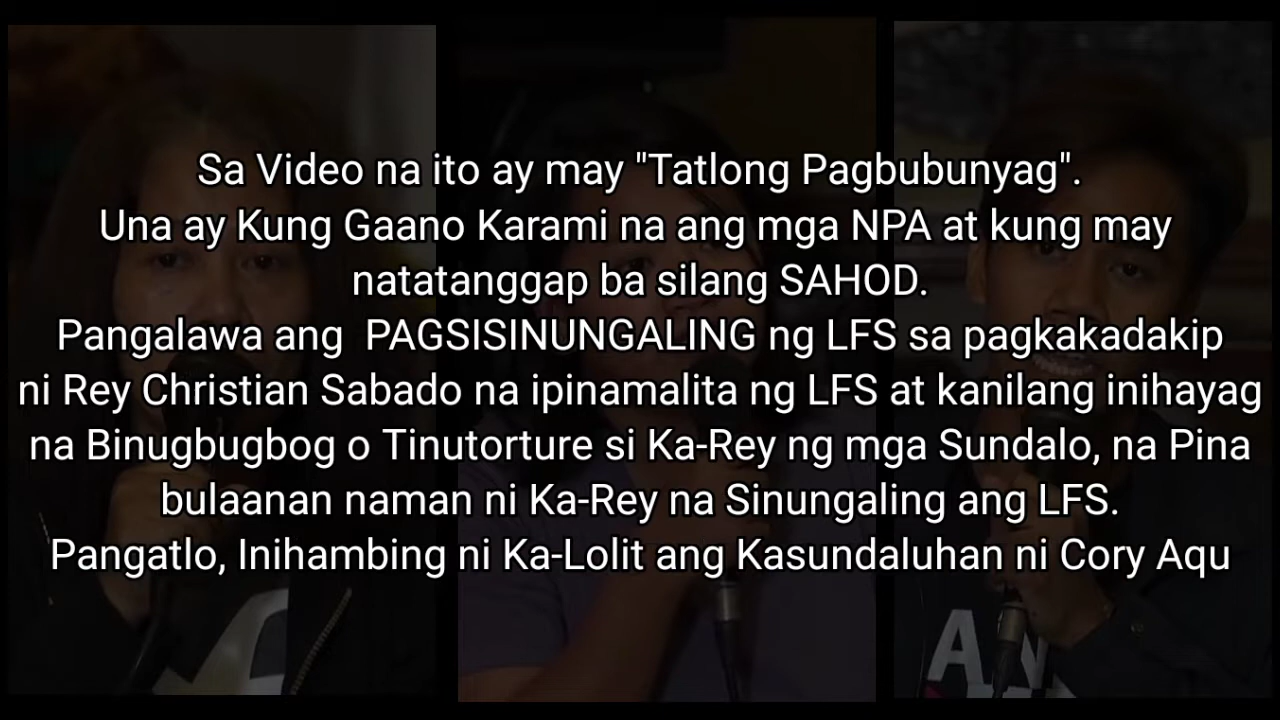 Sa Video na ito ay may "Tatlong Pagbubunyag".
Una ay Kung Gaano Karami na ang mga NPA at kung may
natatanggap ba silang SAHOD.
Pangalawa ang  PAGSISINUNGALING ng LFS sa pagkakadakip
ni Rey Christian Sabado na ipinamalita ng LFS at kanilang inihayag
na Binugbugbog o Tinutorture si Ka-Rey ng mga Sundalo, na Pina
bulaanan naman ni Ka-Rey na Sinungaling ang LFS.
Pangatlo, Inihambing ni Ka-Lolit ang Kasundaluhan ni Cory Aqu
AN